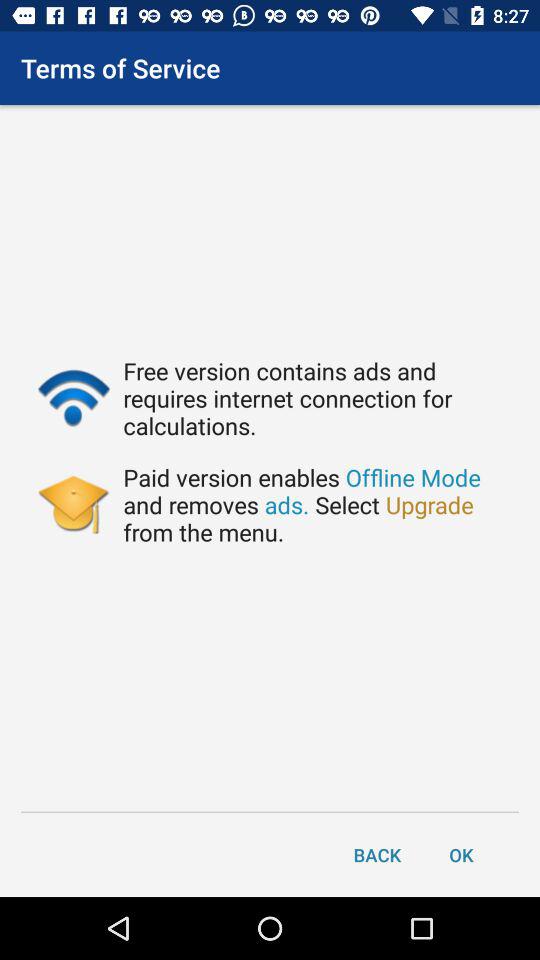 8:27
Terms of Service
Free version contains ads and
requires internet connection for
calculations.
Paid version enables Offline Mode
and removes ads. Select Upgrade
from the menu.
BACK OK